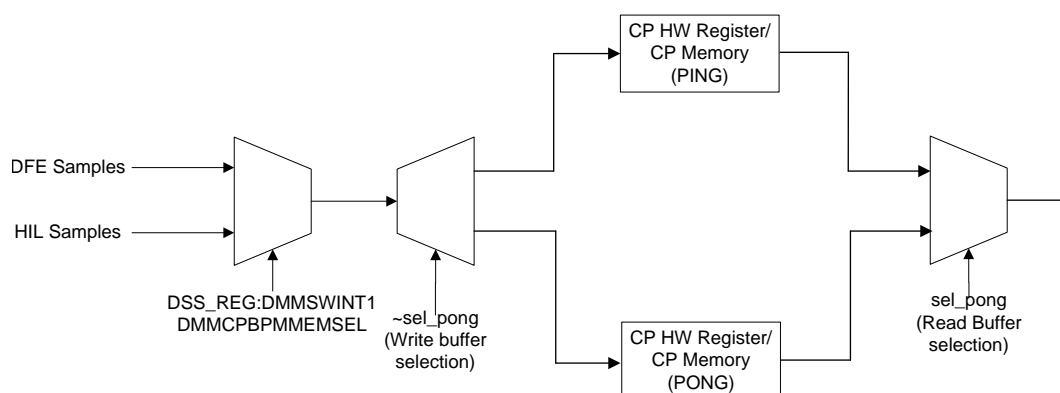 CP HW Register/
CP Memory
(PING)
DFE Samples
HIL Samples
DSS_REG:DMMSWINT1
DMMCPBPMMEMSEL
~sel_pong
(Write buffer
selection)
sel_pong
(Read Buffer
selection)
CP HW Register/
CP Memory
(PONG)